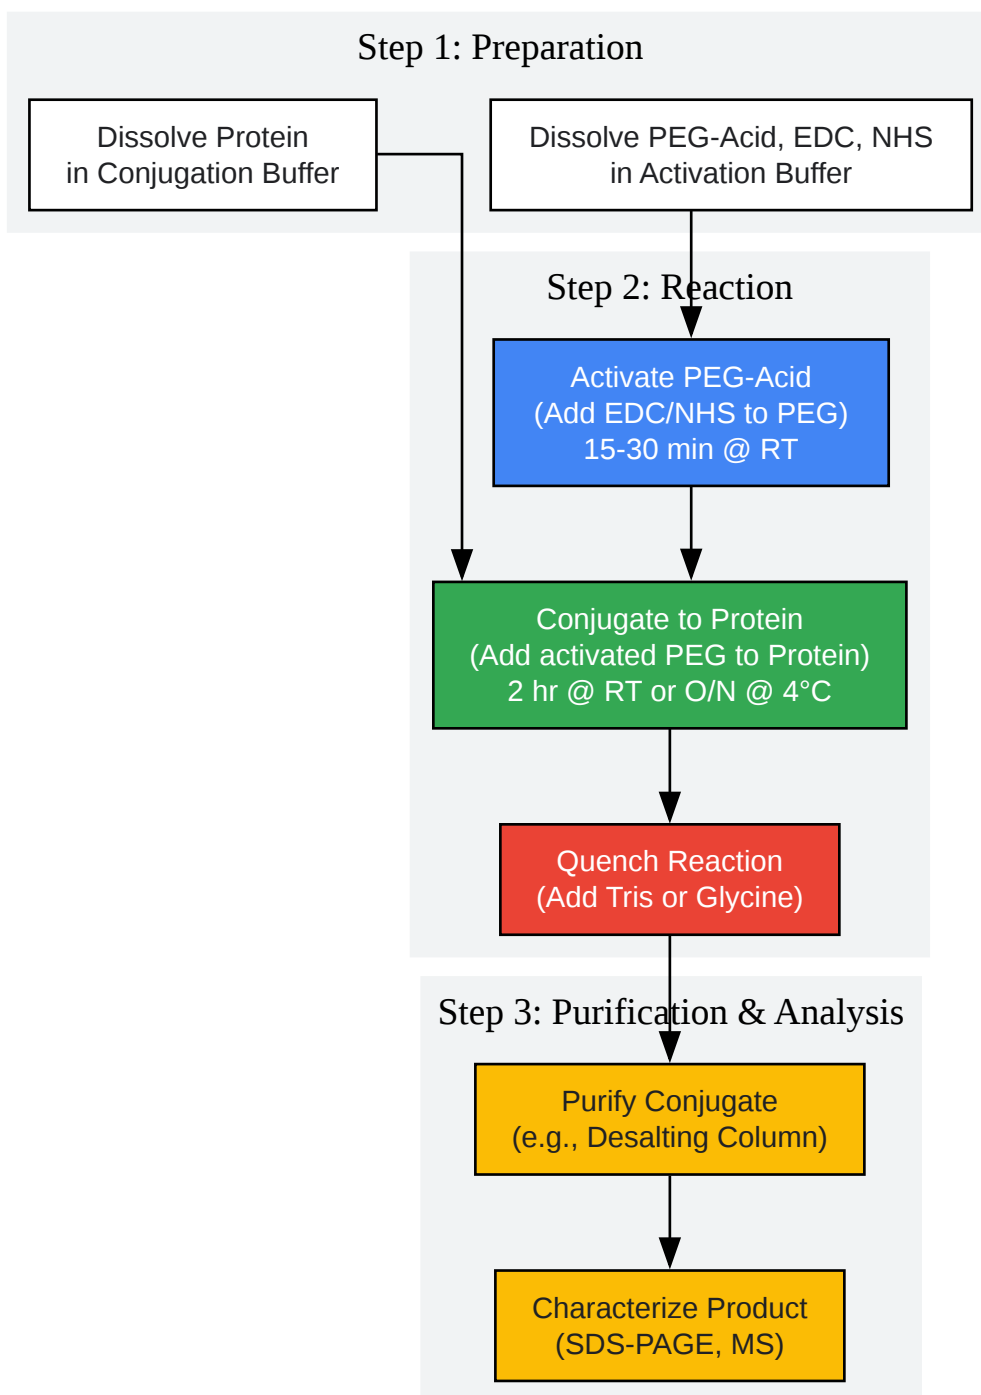 Step 1: Preparation
Dissolve Protein
in Conjugation Buffer
Dissolve PEG-Acid, EDC, NHS
in Activation Buffer
Step 2: Reaction
Activate PEG-Acid
(Add EDC/NHS to PEG)
15-30 min @ RT
Conjugate to Protein
(Add activated PEG to Protein)
2 hr @ RT or O/N @ 4°C
Quench Reaction
(Add Tris or Glycine)
Step 3: Purification & Analysis
Purify Conjugate
(e.g., Desalting Column)
Characterize Product
(SDS-PAGE, MS)